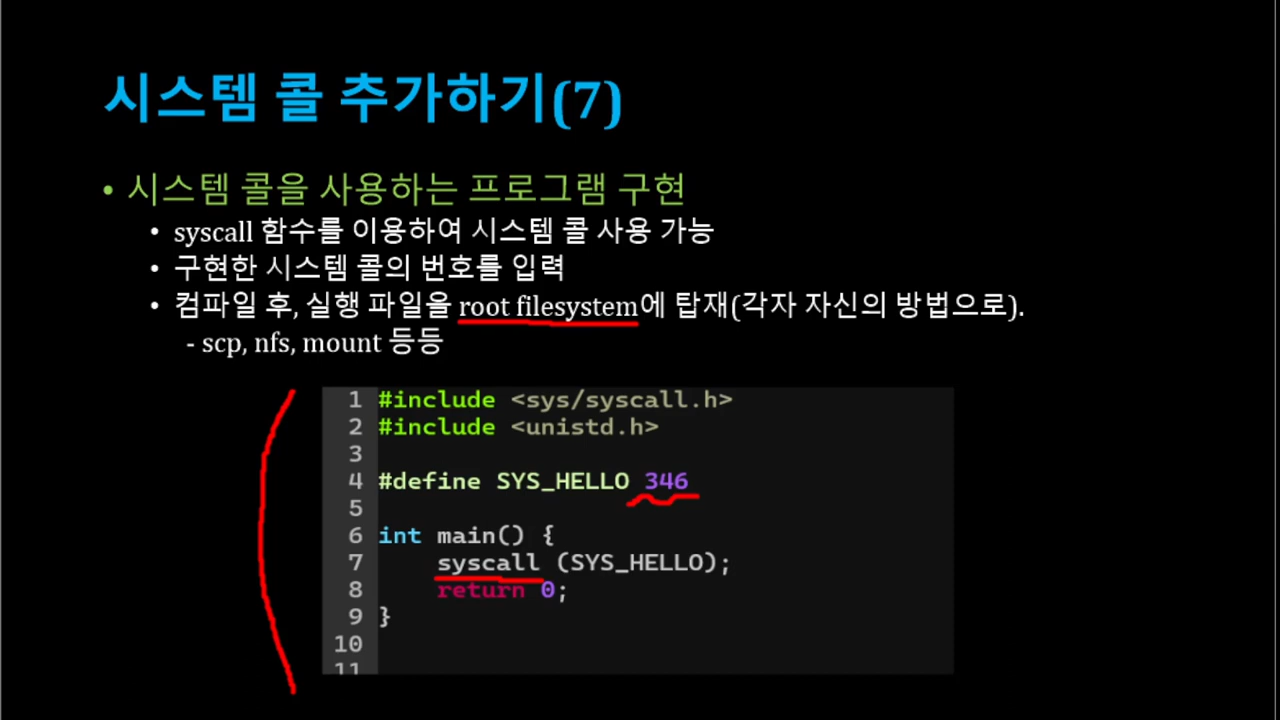 시스템 콜 추가하기(7)
• 시스템 콜을 사용하는 프로그램 구현
• syscall 함수를 이용하여 시스템 콜 사용 가능
• 구현한 시스템 콜의 번호를 입력
• 컴파일 후, 실행 파일을 root filesystem에 탑재(각자 자신의 방법으로).
- scp, nfs, mount 등등
1 #include <sys/syscall.h>
2 #include <unistd.h>
3
4 #define SYS_HELLO 346
5
6 int main() {
7 syscall (SYS_HELLO);
8 return 0;
9 }
10
11